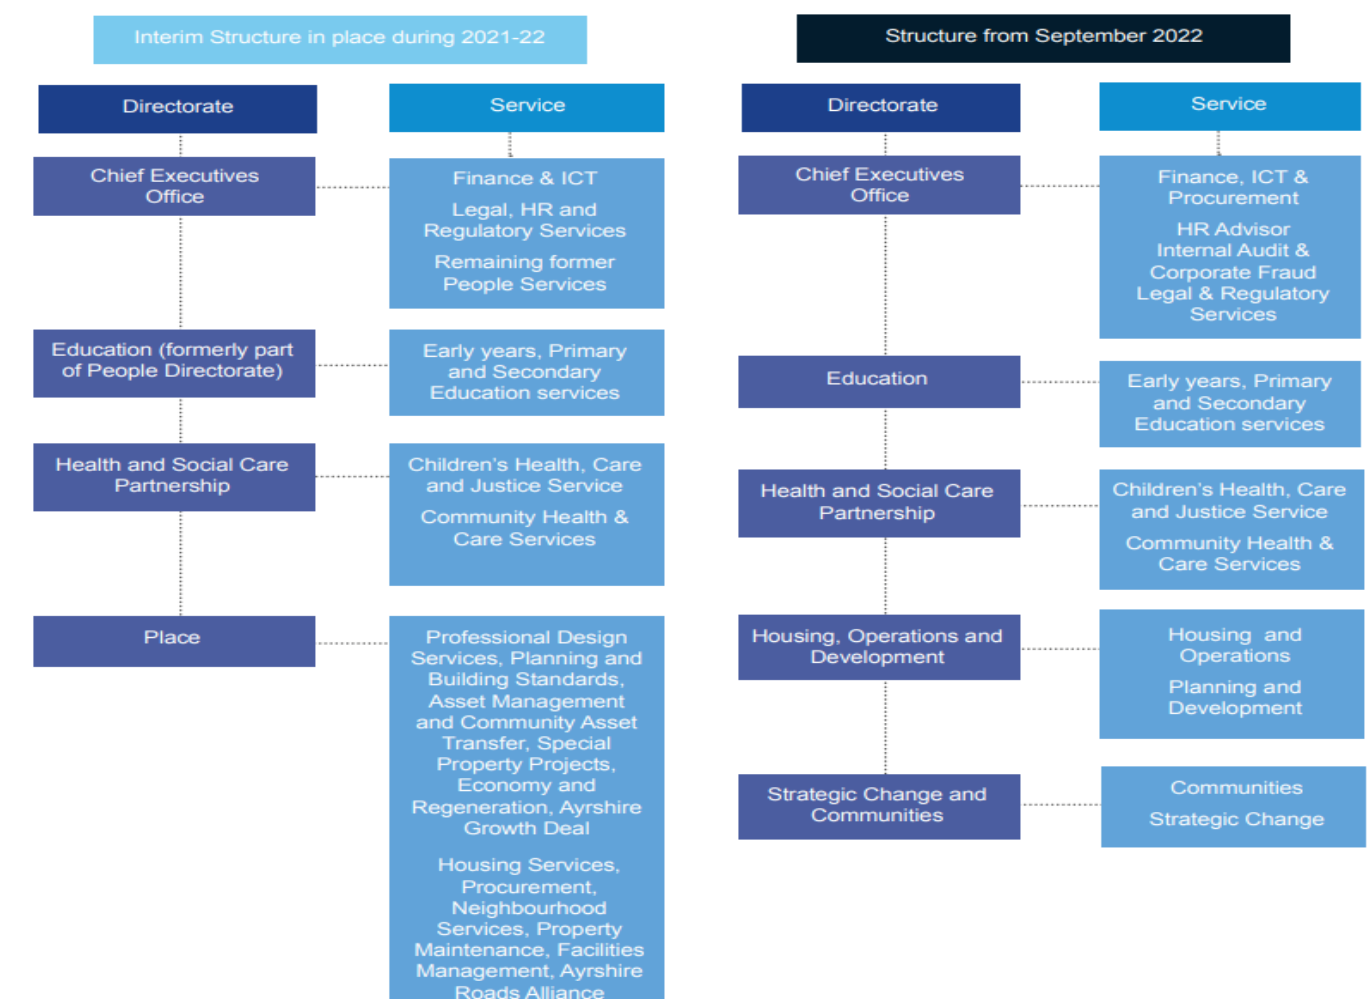 Interim Structure in place during 2021-22
Directorate
Service
Chief Executives
Office
Finance & ICT
Legal, HR and
Regulatory Services
Remaining former
People Services
Education (formerly part
of People Directorate)
Early years, Primary
and Secondary
Education services
Health and Social Care
Partnership
Children's Health, Care
and Justice Service
Community Health &
Care Services
Place
Professional Design
Services, Planning and
Building Standards,
Asset Management
and Community Asset
Transfer, Special
Property Projects,
Economy and
Regeneration, Ayrshire
Growth Deal
Housing Services,
Procurement,
Neighbourhood
Services, Property
Maintenance, Facilities
Management, Ayrshire
Roads Alliance
Structure from September 2022
Directorate
Service
Chief Executives
Office
Finance, ICT &
Procurement
HR Advisor
Internal Audit &
Corporate Fraud
Legal & Regulatory
Services
Education
Early years, Primary
and Secondary
Education services
Health and Social Care
Partnership
Children's Health, Care
and Justice Service
Community Health &
Care Services
Housing, Operations and
Development
Housing and
Operations
Planning and
Development
Strategic Change and
Communities
Communities
Strategic Change